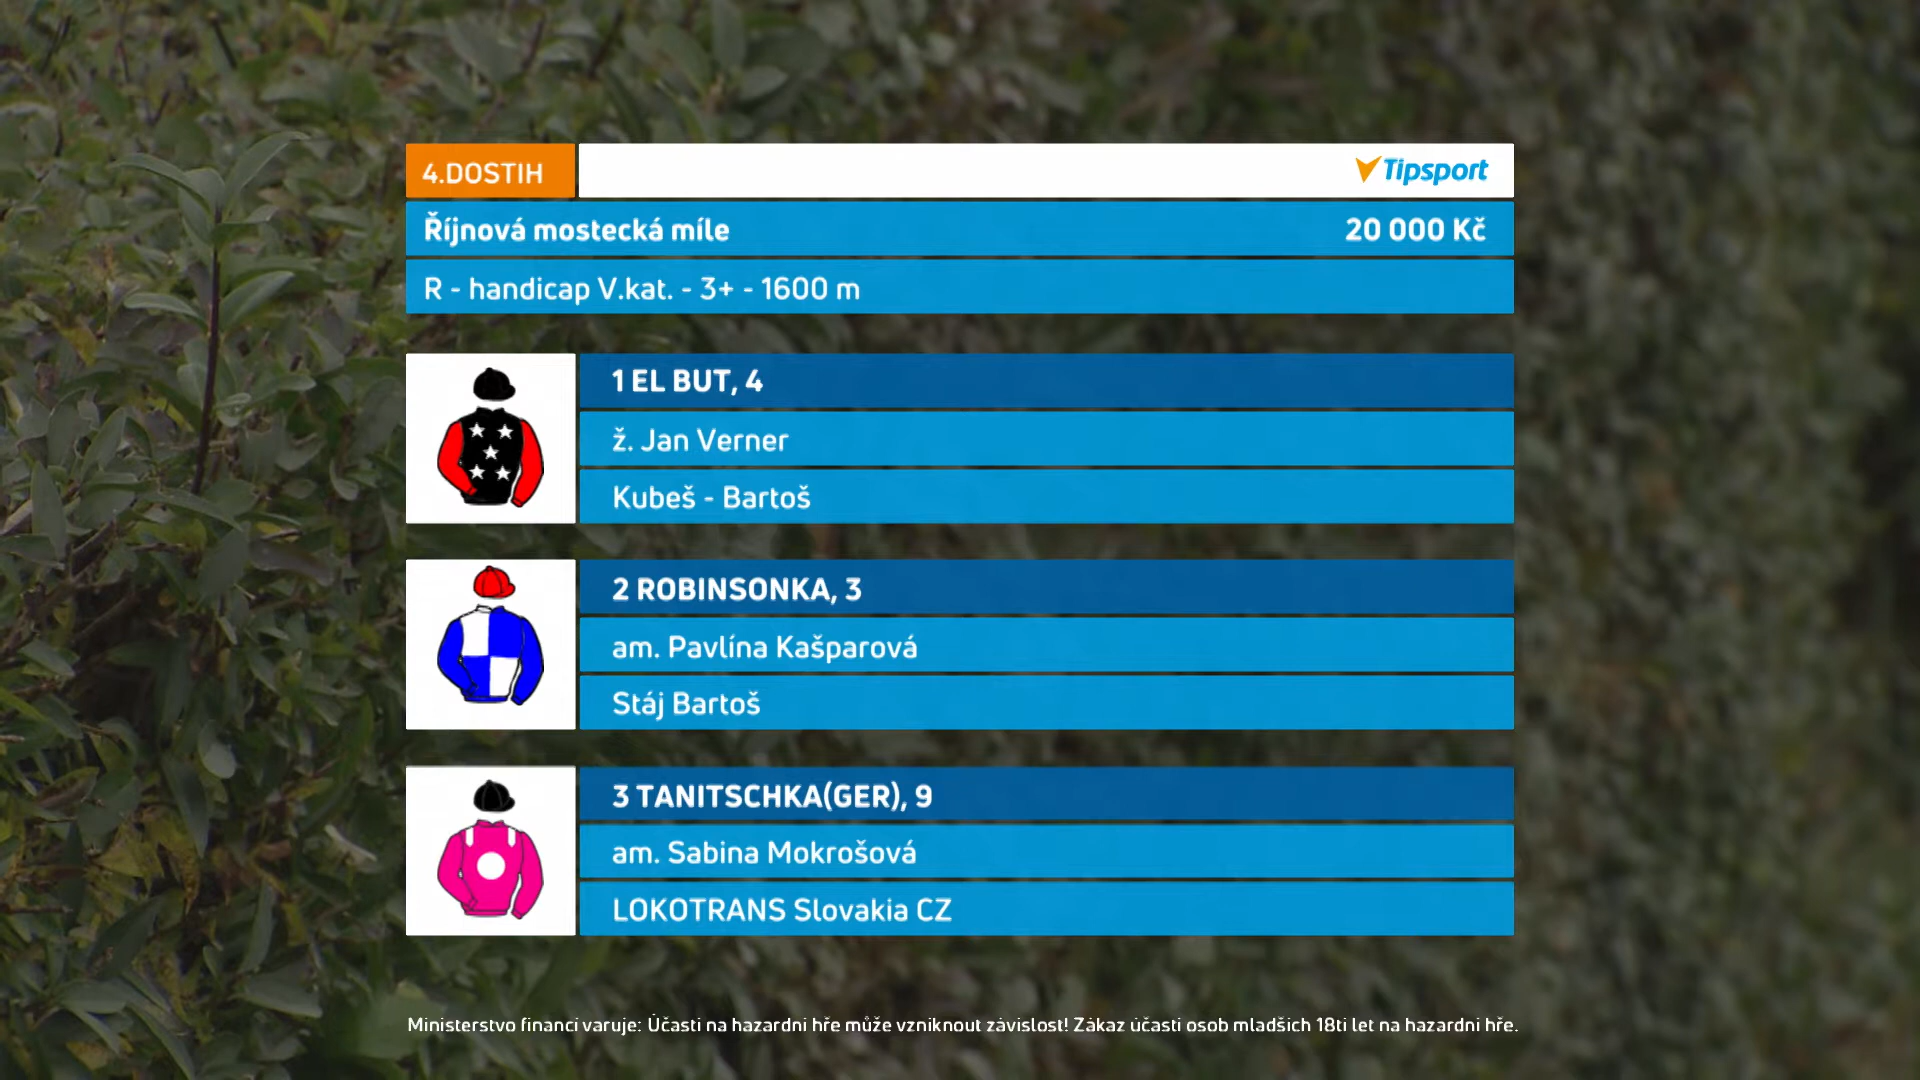 4.DOSTIH
Tipsport
Říjnová mostecká míle 20 000 Kč
R - handicap V.kat. - 3+ - 1600 m
1 EL BUT, 4
ž. Jan Verner
Kubeš - Bartoš
2 ROBINSONKA, 3
am. Pavlína Kašparová
Stáj Bartoš
3 TANITSCHKA(GER), 9
am. Sabina Mokrošová
LOKOTRANS Slovakia CZ
Ministerstvo financí varuje: Účastí na hazardní hře může vzniknout závislost! Zákaz účasti osob mladších 18ti let na hazardní hře.